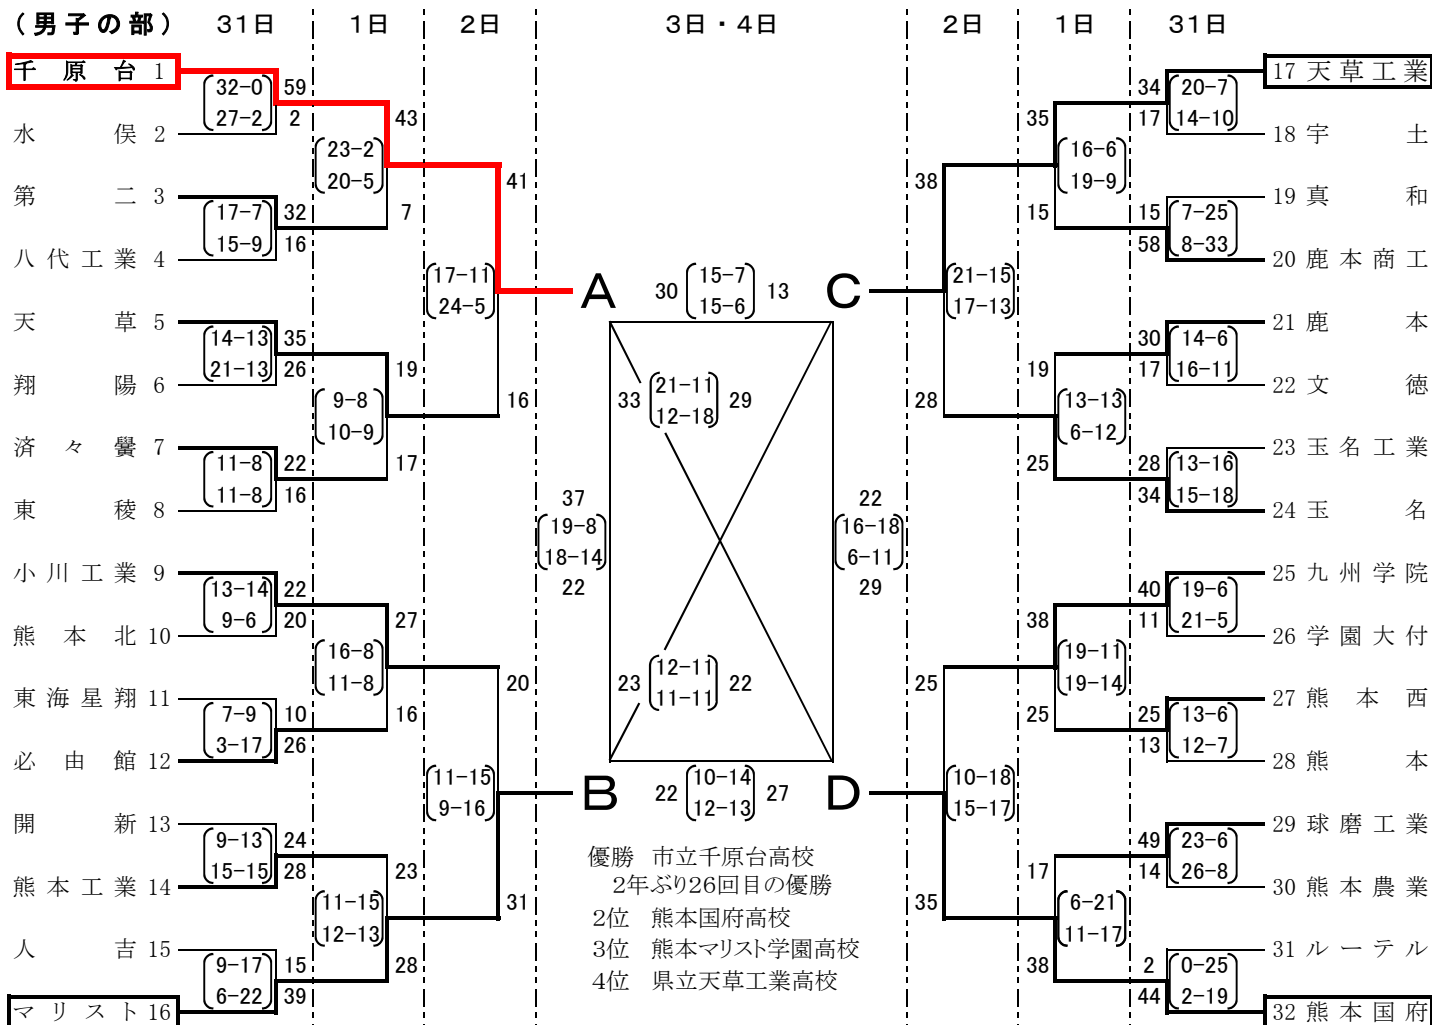 (男子の部) 31日 1日 2日 3日・4日 2日 1日 31日
千原台 1
水俣 2
第二 3
八代工業 4
天草 5
翔陽 6
済々黌 7
東稜 8
小川工業 9
熊本北 10
東海星翔 11
必由館 12
開新 13
熊本工業 14
人吉 15
マリスト 16
32-0 59
27-2 2
17-7 32
15-9 16
14-13 35
21-13 26
11-8 22
11-8 16
13-14 22
9-6 20
7-9 10
3-17 26
9-13 24
15-15 28
9-17 15
6-22 39
43
23-2
20-5
7
19
9-8
10-9
17
27
16-8
11-8
16
23
11-15
12-13
28
41
17-11
24-5
16
20
11-15
9-16
31
A
B
C
D
30 15-7 13
15-6
33 21-11 29
12-18
37
19-8
18-14
22
22
16-18
6-11
29
23 12-11 22
11-11
22 10-14 27
12-13
優勝 市立千原台高校
2年ぶり26回目の優勝
2位 熊本国府高校
3位 熊本マリスト学園高校
4位 県立天草工業高校
38
21-15
17-13
28
25
10-18
15-17
35
35
16-6
19-9
15
19
13-13
6-12
25
38
19-11
19-14
25
17
6-21
11-17
38
34 20-7
17 14-10
15 7-25
58 8-33
30 14-6
17 16-11
28 13-16
34 15-18
40 19-6
11 21-5
25 13-6
13 12-7
49 23-6
14 26-8
2 0-25
44 2-19
17 天草工業
18 宇土
19 真和
20 鹿本商工
21 鹿本
22 文徳
23 玉名工業
24 玉名
25 九州学院
26 学園大付
27 熊本西
28 熊本
29 球磨工業
30 熊本農業
31 ルーテル
32 熊本国府